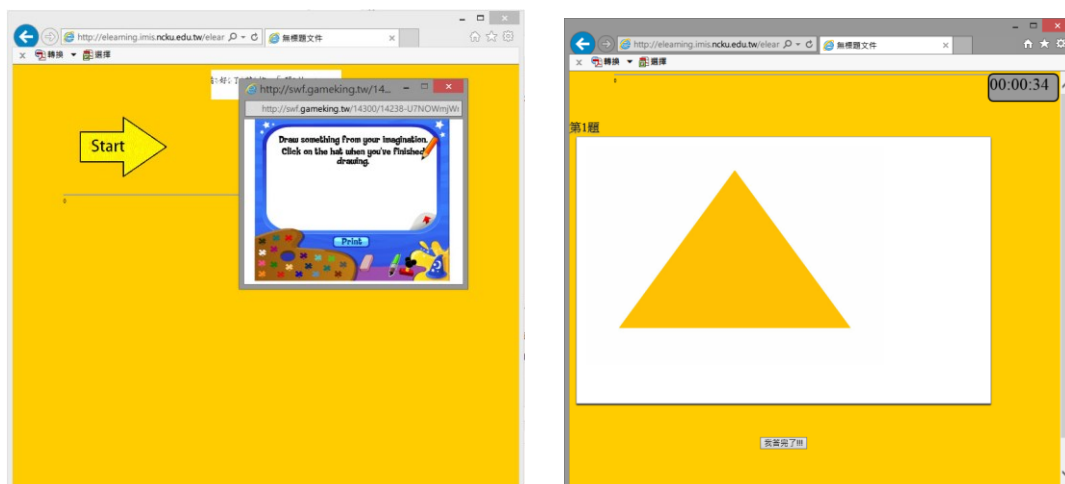 http://elearning.imis.ncku.edu.tw/elear
無標題文件
x 轉換 ▼ 選擇
http://swf.gameking.tw/14...
http://swf.gameking.tw/14300/14238-U7NOWmjW
Draw something from your imagination.
Click on the hat when you've finished
drawing.
Print
Start
http://elearning.imis.ncku.edu.tw/elear
無標題文件
x 轉換 ▼ 選擇
00:00:34
第1題
我答完了!!!